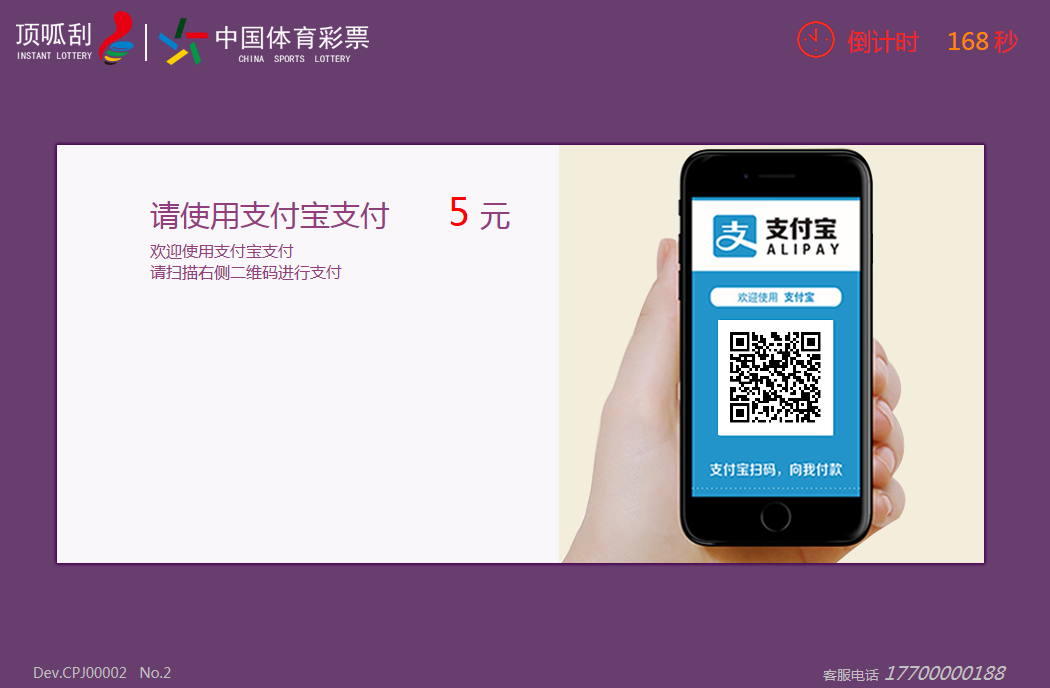 顶呱刮
INSTANT LOTTERY
中国体育彩票
CHINA SPORTS LOTTERY
倒计时 168 秒
请使用支付宝支付 5 元
欢迎使用支付宝支付
请扫描右侧二维码进行支付
支付宝
ALIPAY
欢迎使用 支付宝
支付宝扫码，向我付款
Dev.CPJ00002 No.2
客服电话 17700000188